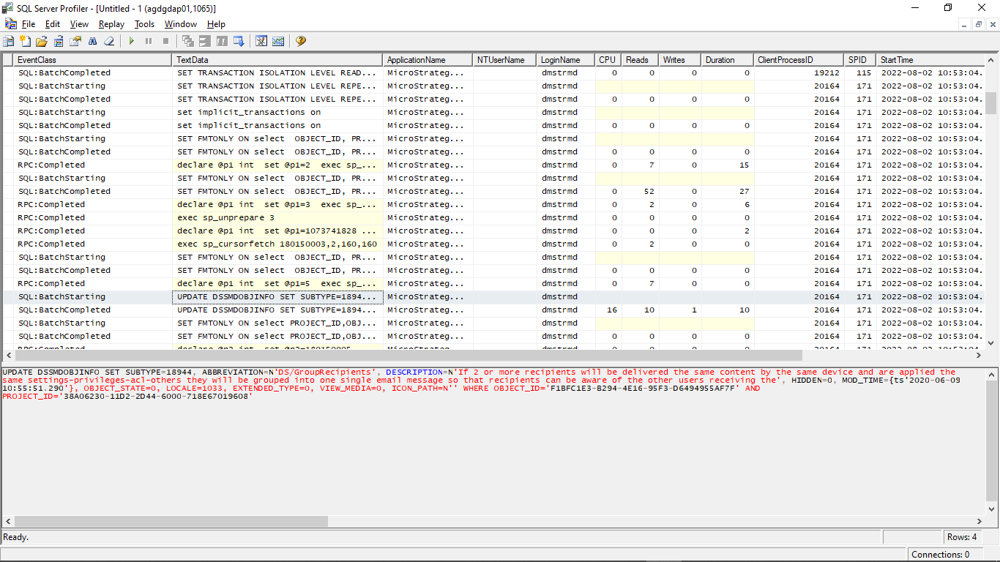 SQL Server Profiler - [Untitled - 1 (agdgdap01,1065)]
File Edit View Replay Tools Window Help
EventClass TextData ApplicationName NTUserName LoginName CPU Reads Writes Duration ClientProcessID SPID StartTime
SQL:BatchCompleted SET TRANSACTION ISOLATION LEVEL READ... MicroStrateg... dmstrmd 0 0 0 0 19212 115 2022-08-02 10:53:04.
SQL:BatchStarting SET TRANSACTION ISOLATION LEVEL REPE... MicroStrateg... dmstrmd 20164 171 2022-08-02 10:53:04.
SQL:BatchCompleted SET TRANSACTION ISOLATION LEVEL REPE... MicroStrateg... dmstrmd 0 0 0 0 20164 171 2022-08-02 10:53:04.
SQL:BatchStarting set implicit_transactions on MicroStrateg... dmstrmd 20164 171 2022-08-02 10:53:04.
SQL:BatchCompleted set implicit_transactions on MicroStrateg... dmstrmd 0 0 0 0 20164 171 2022-08-02 10:53:04.
SQL:BatchStarting SET FMTONLY ON select OBJECT_ID, PR... MicroStrateg... dmstrmd 20164 171 2022-08-02 10:53:04.
SQL:BatchCompleted SET FMTONLY ON select OBJECT_ID, PR... MicroStrateg... dmstrmd 0 0 0 0 20164 171 2022-08-02 10:53:04.
RPC:Completed declare @p1 int set @p1=2 exec sp_... MicroStrateg... dmstrmd 0 7 0 15 20164 171 2022-08-02 10:53:04.
SQL:BatchStarting SET FMTONLY ON select OBJECT_ID, PR... MicroStrateg... dmstrmd 20164 171 2022-08-02 10:53:04.
SQL:BatchCompleted SET FMTONLY ON select OBJECT_ID, PR... MicroStrateg... dmstrmd 0 52 0 27 20164 171 2022-08-02 10:53:04.
RPC:Completed declare @p1 int set @p1=3 exec sp_... MicroStrateg... dmstrmd 0 2 0 6 20164 171 2022-08-02 10:53:04.
RPC:Completed exec sp_unprepare 3 MicroStrateg... dmstrmd 0 0 0 0 20164 171 2022-08-02 10:53:04.
RPC:Completed declare @p1 int set @p1=1073741828 ... MicroStrateg... dmstrmd 0 0 0 2 20164 171 2022-08-02 10:53:04.
RPC:Completed exec sp_cursorfetch 180150003,2,160,160 MicroStrateg... dmstrmd 0 2 0 0 20164 171 2022-08-02 10:53:04.
SQL:BatchStarting SET FMTONLY ON select OBJECT_ID, PR... MicroStrateg... dmstrmd 20164 171 2022-08-02 10:53:04.
SQL:BatchCompleted SET FMTONLY ON select OBJECT_ID, PR... MicroStrateg... dmstrmd 0 0 0 0 20164 171 2022-08-02 10:53:04.
RPC:Completed declare @p1 int set @p1=5 exec sp_... MicroStrateg... dmstrmd 0 7 0 0 20164 171 2022-08-02 10:53:04.
SQL:BatchStarting UPDATE DSSMDOBJINFO SET SUBTYPE=1894... MicroStrateg... dmstrmd 20164 171 2022-08-02 10:53:04.
SQL:BatchCompleted UPDATE DSSMDOBJINFO SET SUBTYPE=1894... MicroStrateg... dmstrmd 16 10 1 10 20164 171 2022-08-02 10:53:04.
SQL:BatchStarting SET FMTONLY ON select PROJECT_ID,OBJ... MicroStrateg... dmstrmd 20164 171 2022-08-02 10:53:04.
SQL:BatchCompleted SET FMTONLY ON select PROJECT_ID,OBJ... MicroStrateg... dmstrmd 0 0 0 0 20164 171 2022-08-02 10:53:04.
UPDATE DSSMDOBJINFO SET SUBTYPE=18944, ABBREVIATION=N'DS/GroupRecipients', DESCRIPTION=N'If 2 or more recipients will be delivered the same content by the same device and are applied the
same settings-privileges-acl-others they will be grouped into one single email message so that recipients can be aware of the other users receiving the', HIDDEN=0, MOD_TIME={ts'2020-06-09
10:55:51.290'}, OBJECT_STATE=0, LOCALE=1033, EXTENDED_TYPE=0, VIEW_MEDIA=0, ICON_PATH=N'' WHERE OBJECT_ID='F1BFC1E3-B294-4E16-95F3-D6494955AF7F' AND
PROJECT_ID='38A06230-11D2-2D44-6000-718E67019608'
Ready. Rows: 4
Connections: 0